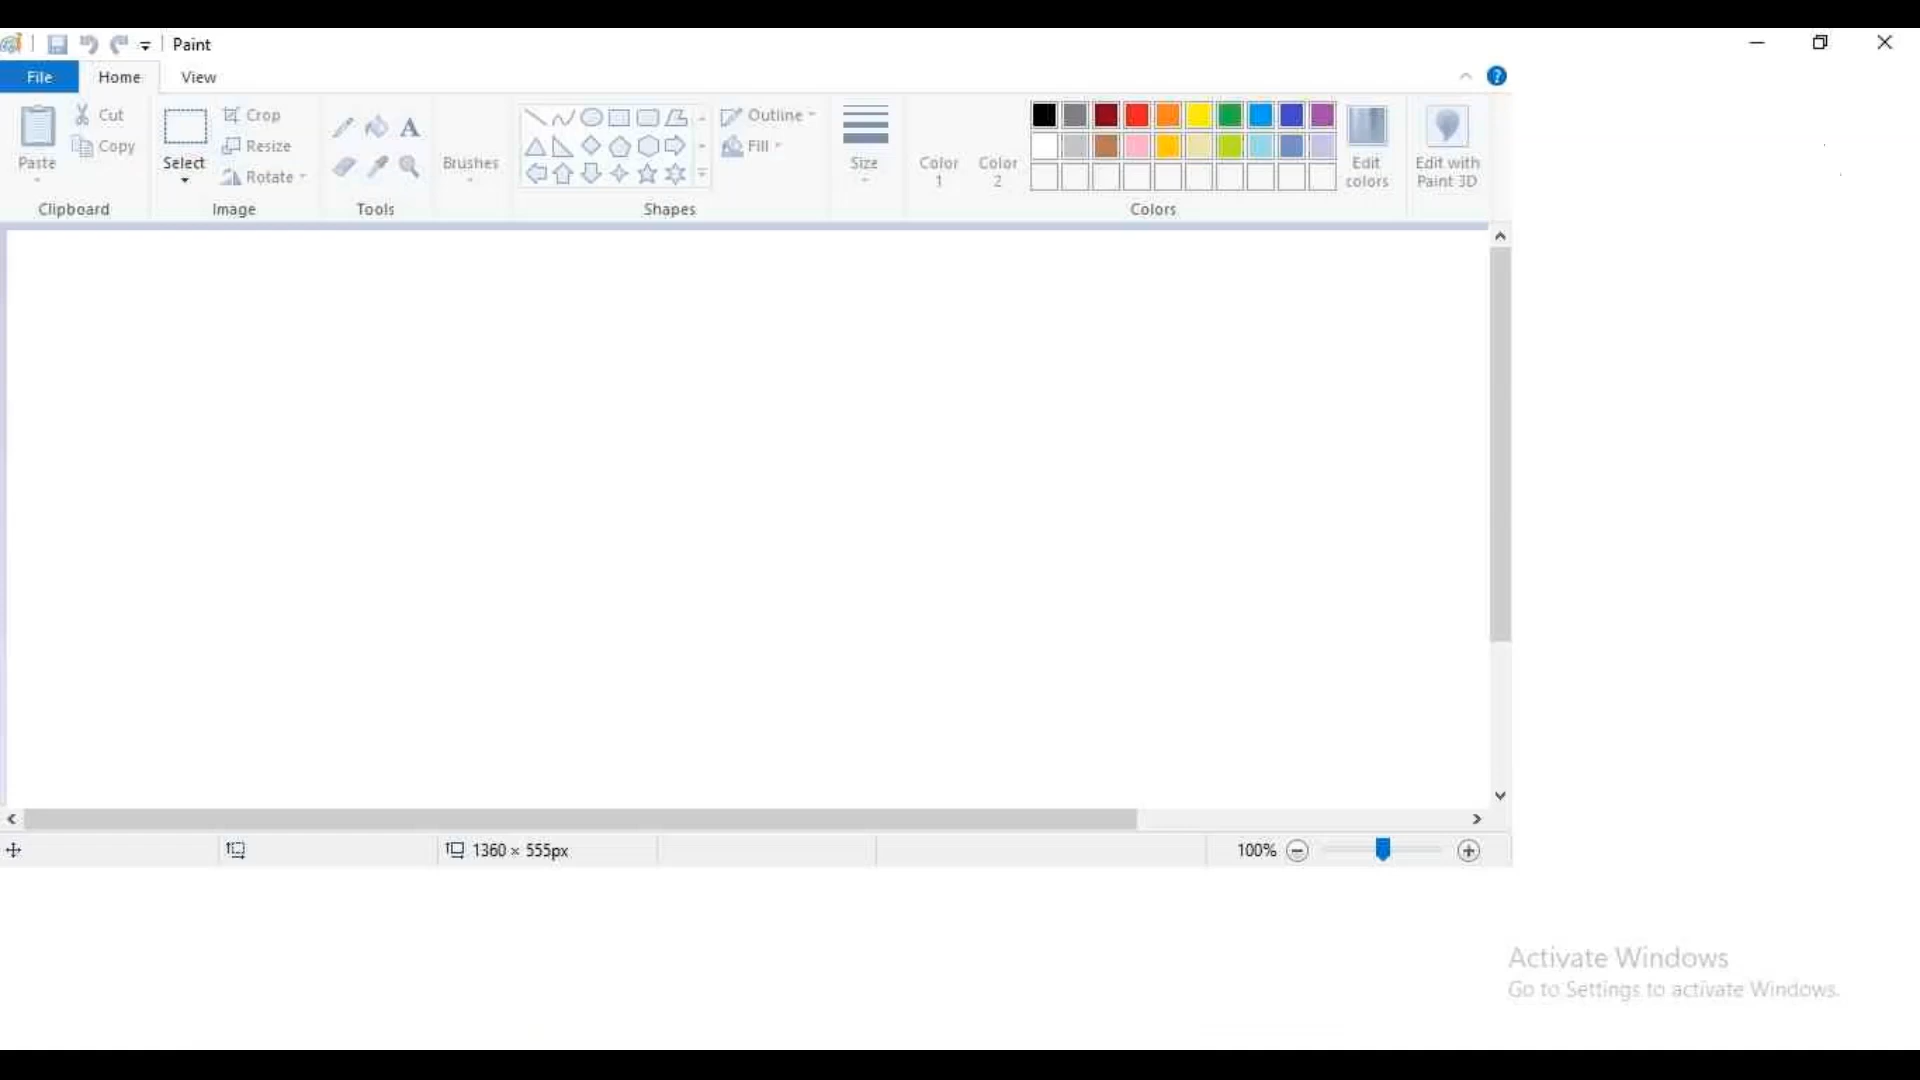 Paint
File Home View
Paste Cut Copy Clipboard
Select Crop Resize Rotate Image
A Tools
Brushes
Outline Fill Shapes
Size
Color 1 Color 2 Edit colors Colors
Edit with Paint 3D
1360 × 555px 100%
Activate Windows
Go to Settings to activate Windows.